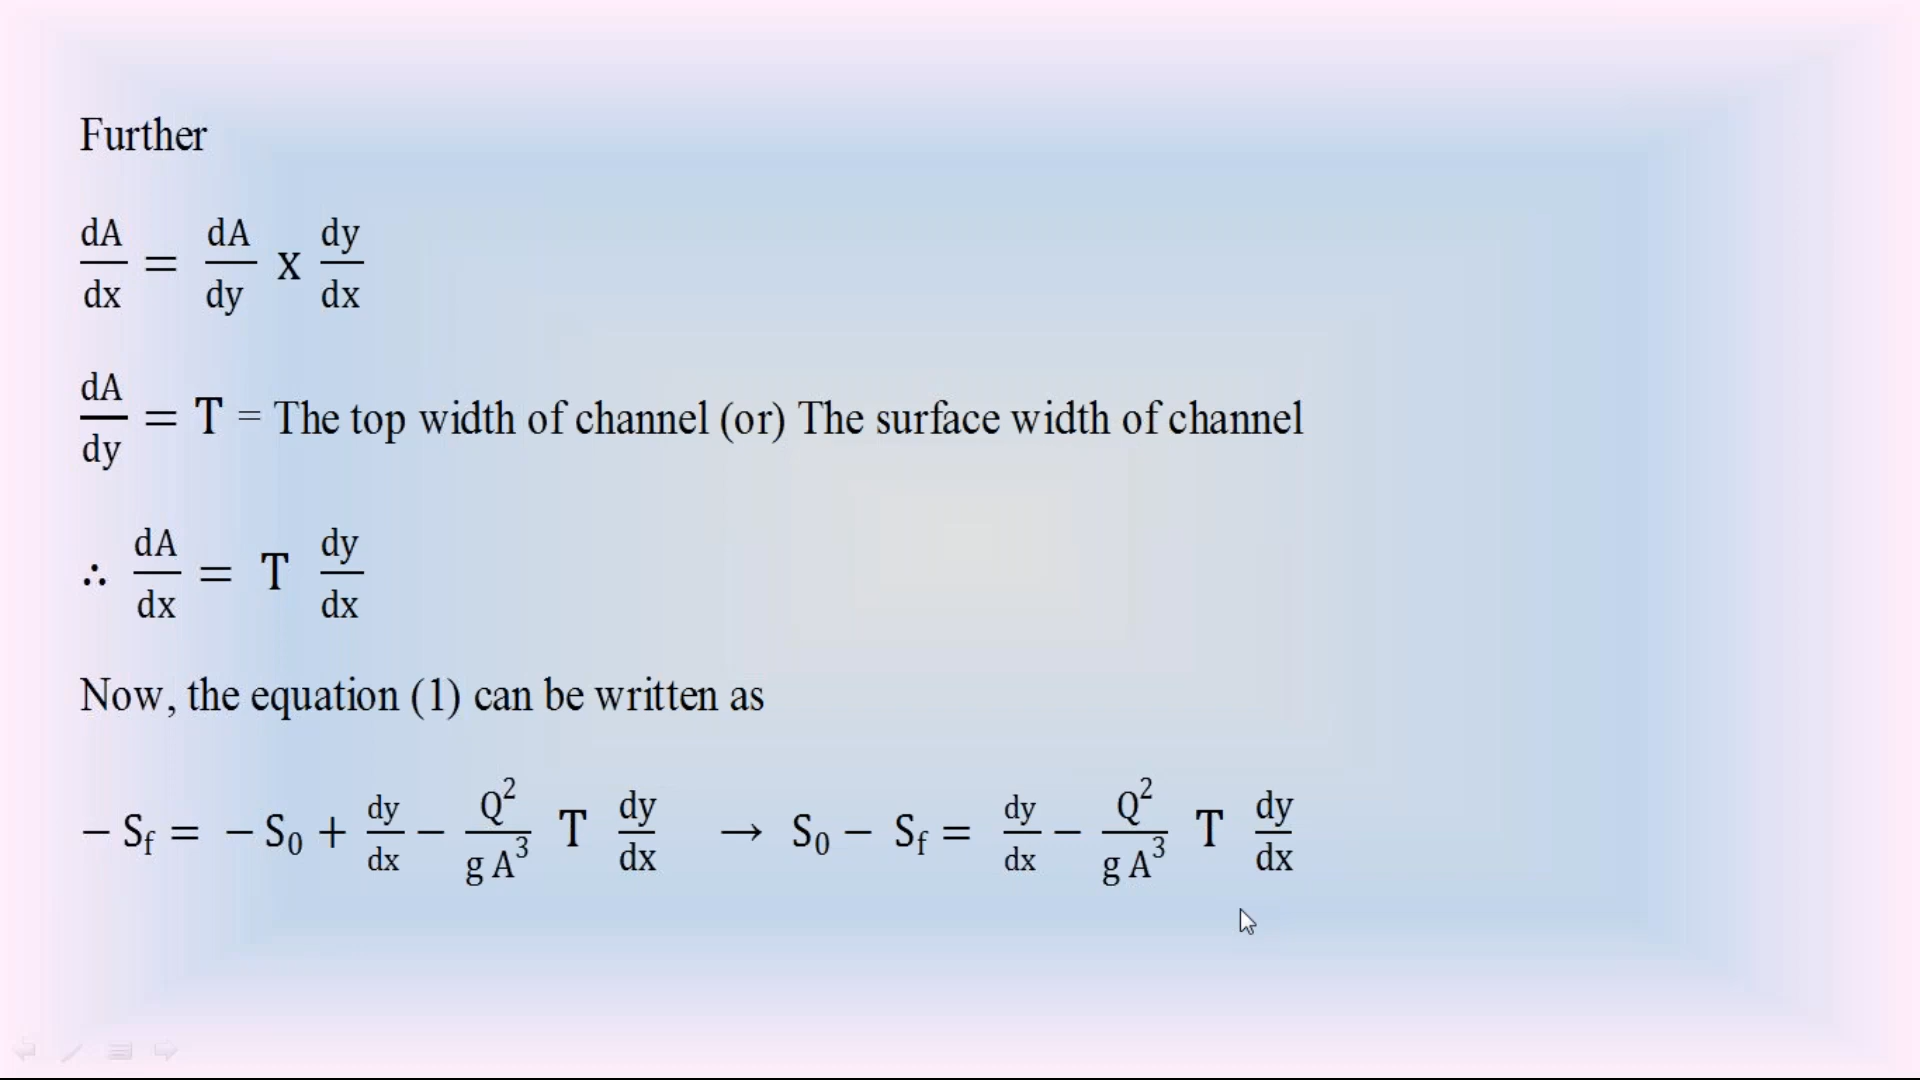 Further
dA/dx = dA/dy x dy/dx
dA/dy = T = The top width of channel (or) The surface width of channel
∴ dA/dx = T dy/dx
Now, the equation (1) can be written as
− S_f = − S_0 + dy/dx − Q^2/g A^3 T dy/dx → S_0 − S_f = dy/dx − Q^2/g A^3 T dy/dx